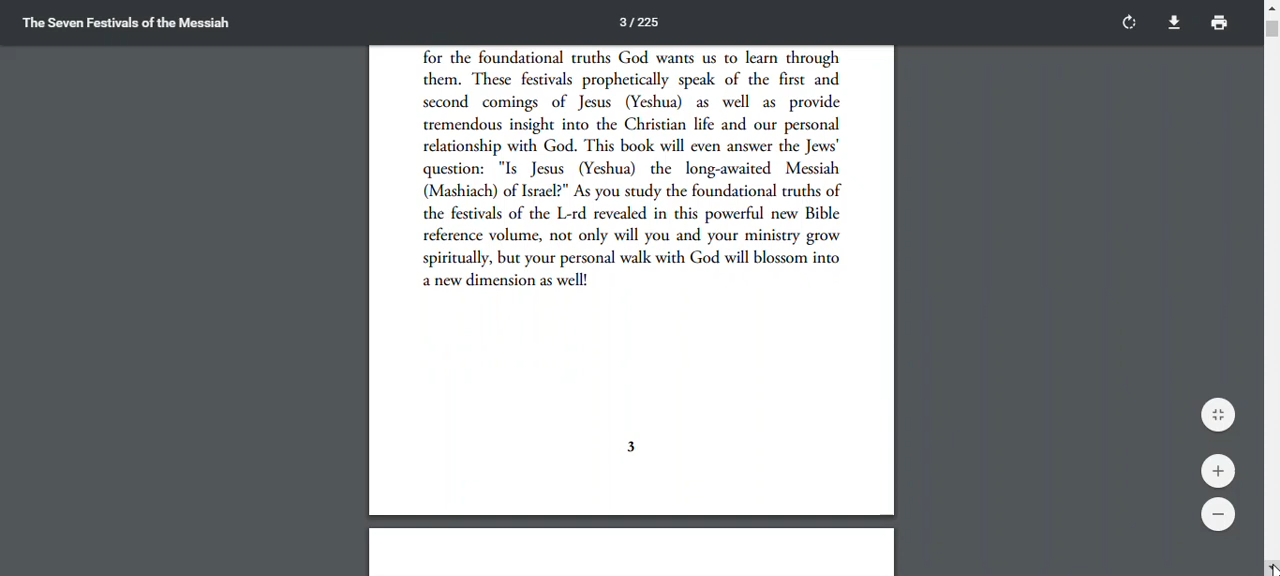 The Seven Festivals of the Messiah
3 / 225
for the foundational truths God wants us to learn through
them. These festivals prophetically speak of the first and
second comings of Jesus (Yeshua) as well as provide
tremendous insight into the Christian life and our personal
relationship with God. This book will even answer the Jews'
question: "Is Jesus (Yeshua) the long-awaited Messiah
(Mashiach) of Israel?" As you study the foundational truths of
the festivals of the L-rd revealed in this powerful new Bible
reference volume, not only will you and your ministry grow
spiritually, but your personal walk with God will blossom into
a new dimension as well!
3